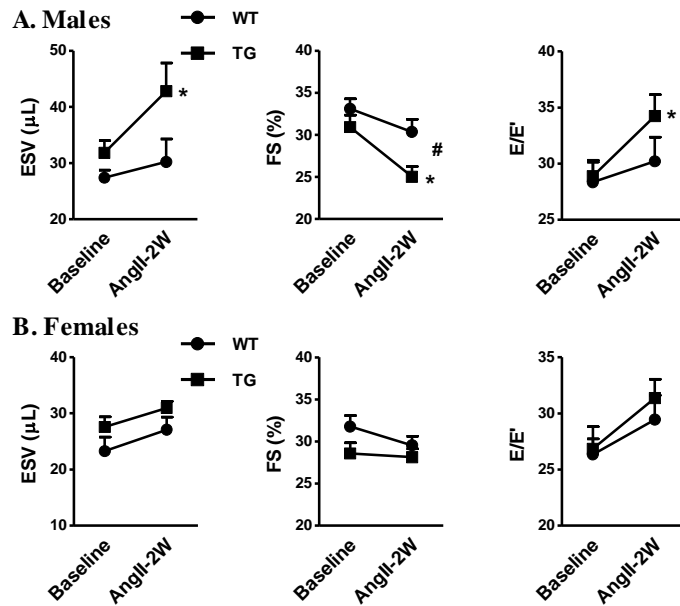 A. Males
WT
TG
ESV (µL)
50
40
30
20
*
Baseline
AngII-2W
FS (%)
40
35
30
25
20
#
*
Baseline
AngII-2W
E/E'
40
35
30
25
*
Baseline
AngII-2W
B. Females
WT
TG
ESV (µL)
40
30
20
10
Baseline
AngII-2W
FS (%)
40
35
30
25
20
Baseline
AngII-2W
E/E'
35
30
25
20
Baseline
AngII-2W